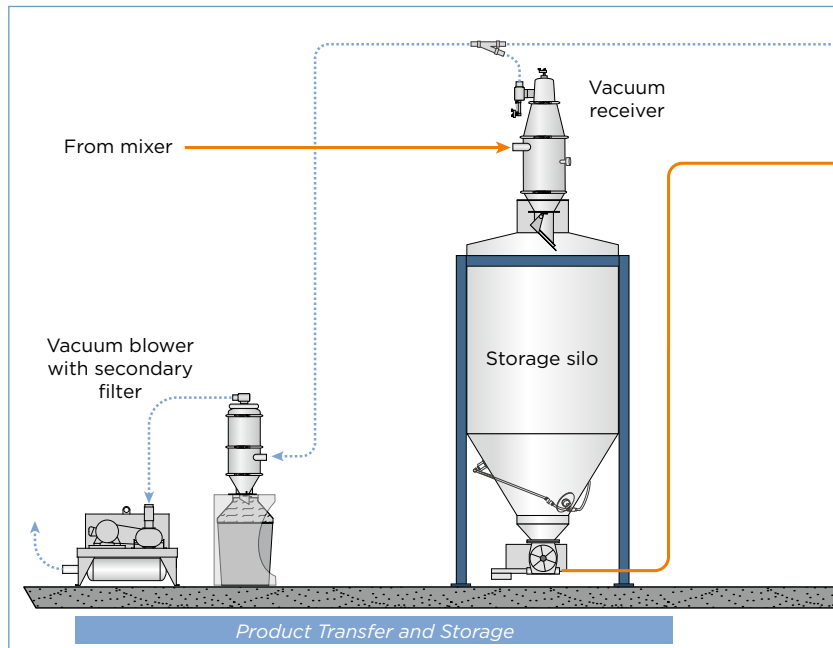 Vacuum
receiver
From mixer
Vacuum blower
with secondary
filter
Storage silo
Product Transfer and Storage